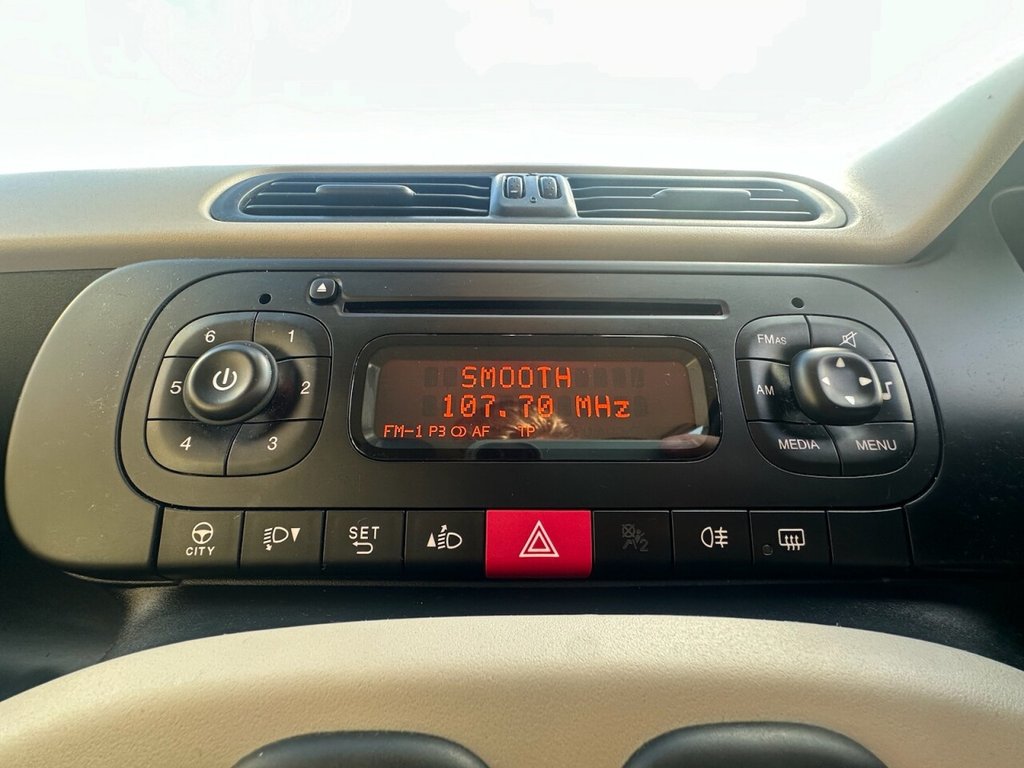 6 1
5 2
4 3
SMOOTH
107.70 MHz
FM-1 P3 AF TP
FMAS
AM
MEDIA MENU
CITY
SET
2